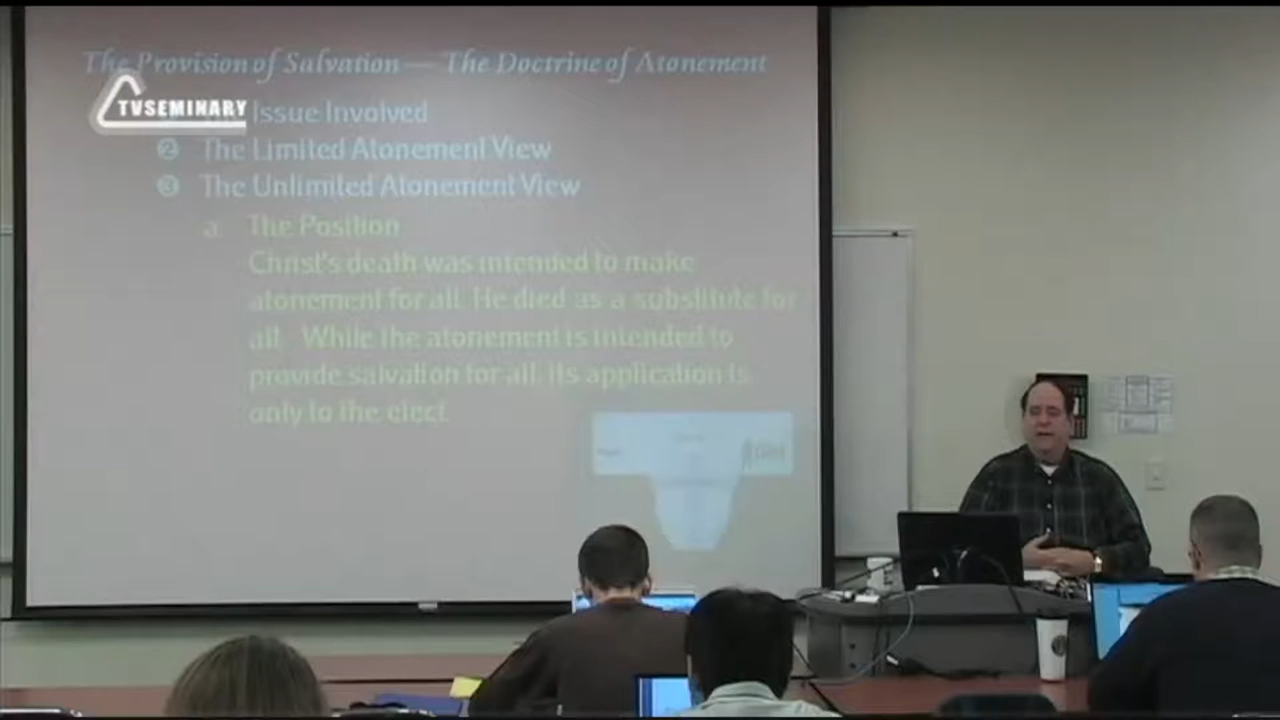 The Provision of Salvation — The Doctrine of Atonement
TVSEMINARY
Issue Involved
❷ The Limited Atonement View
❸ The Unlimited Atonement View
a. The Position
Christ's death was intended to make
atonement for all. He died as a substitute for
all. While the atonement is intended to
provide salvation for all, its application is
only to the elect.